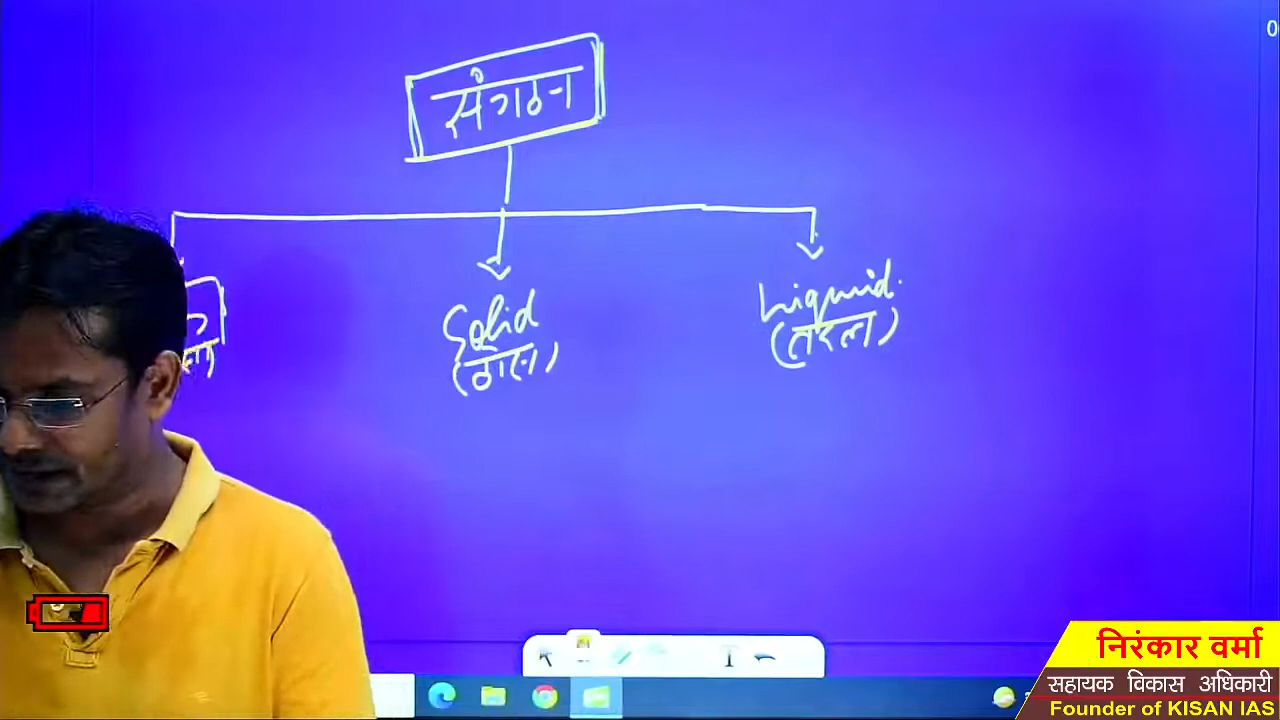 संगठन
Solid
(ठोस)
Liquid.
(तरल)
निरंकार वर्मा
सहायक विकास अधिकारी
Founder of KISAN IAS